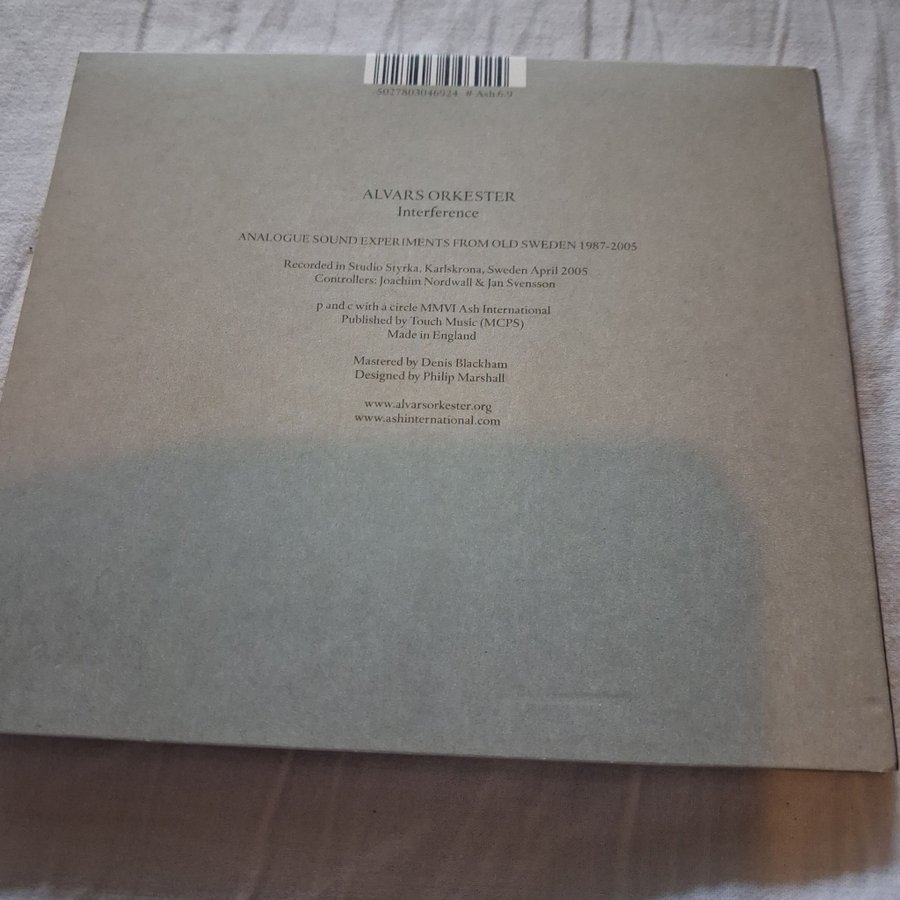 5027803046924 # Ash 6.9
ALVARS ORKESTER
Interference
ANALOGUE SOUND EXPERIMENTS FROM OLD SWEDEN 1987-2005
Recorded in Studio Styrka, Karlskrona, Sweden April 2005
Controllers: Joachim Nordwall & Jan Svensson
p and c with a circle MMVI Ash International
Published by Touch Music (MCPS)
Made in England
Mastered by Denis Blackham
Designed by Philip Marshall
www.alvarsorkester.org
www.ashinternational.com